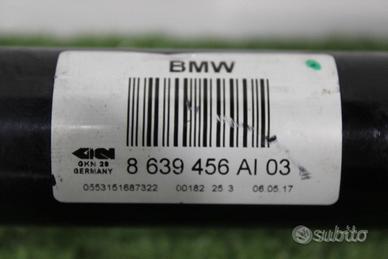 BMW
GKN 28
GERMANY
8 639 456 AI 03
0553151687322 00182 25 3 06.05.17
subito